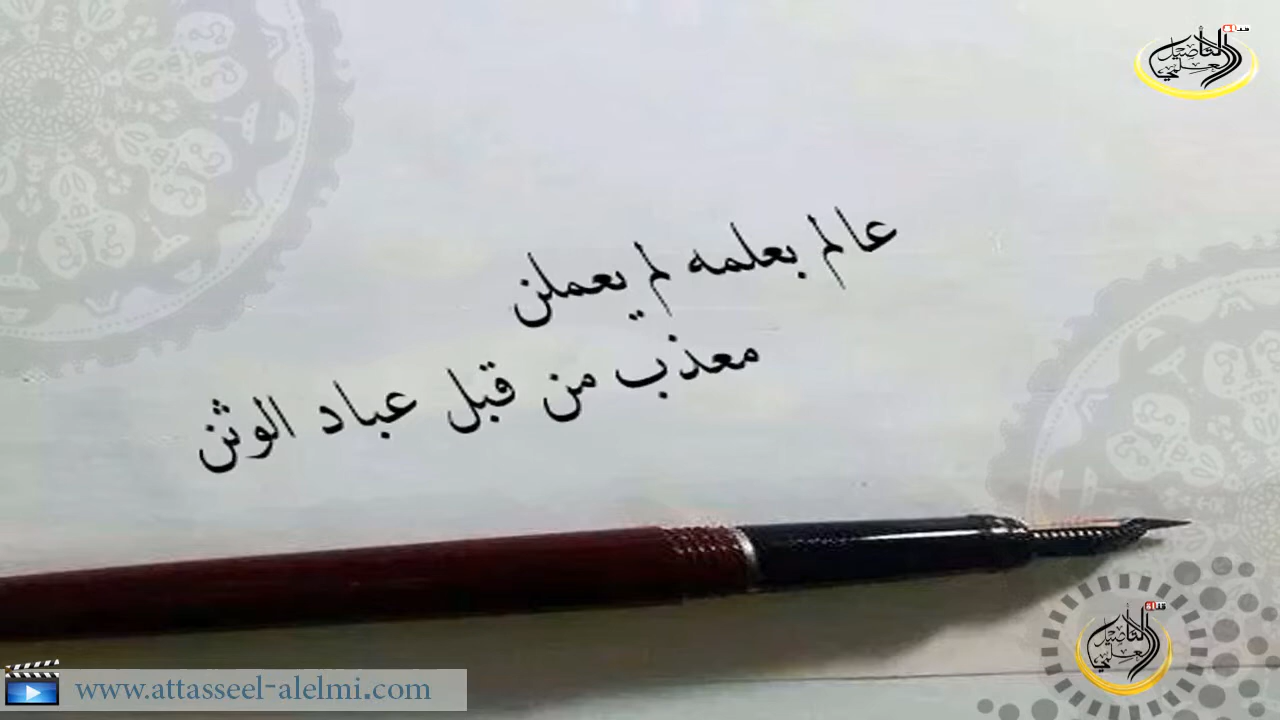 عالم بعلمه لم يعملن
معذب من قبل عباد الوثن
www.attasseel-alelmi.com